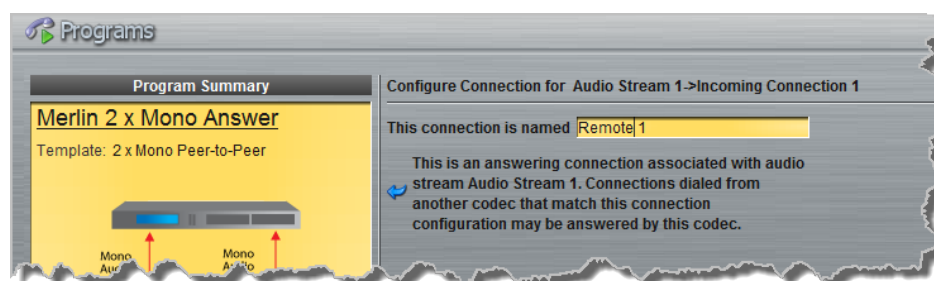 Programs
Program Summary
Merlin 2 x Mono Answer
Template: 2 x Mono Peer-to-Peer
Mono
Mono
Configure Connection for Audio Stream 1->Incoming Connection 1
This connection is named Remote 1
This is an answering connection associated with audio
stream Audio Stream 1. Connections dialed from
another codec that match this connection
configuration may be answered by this codec.